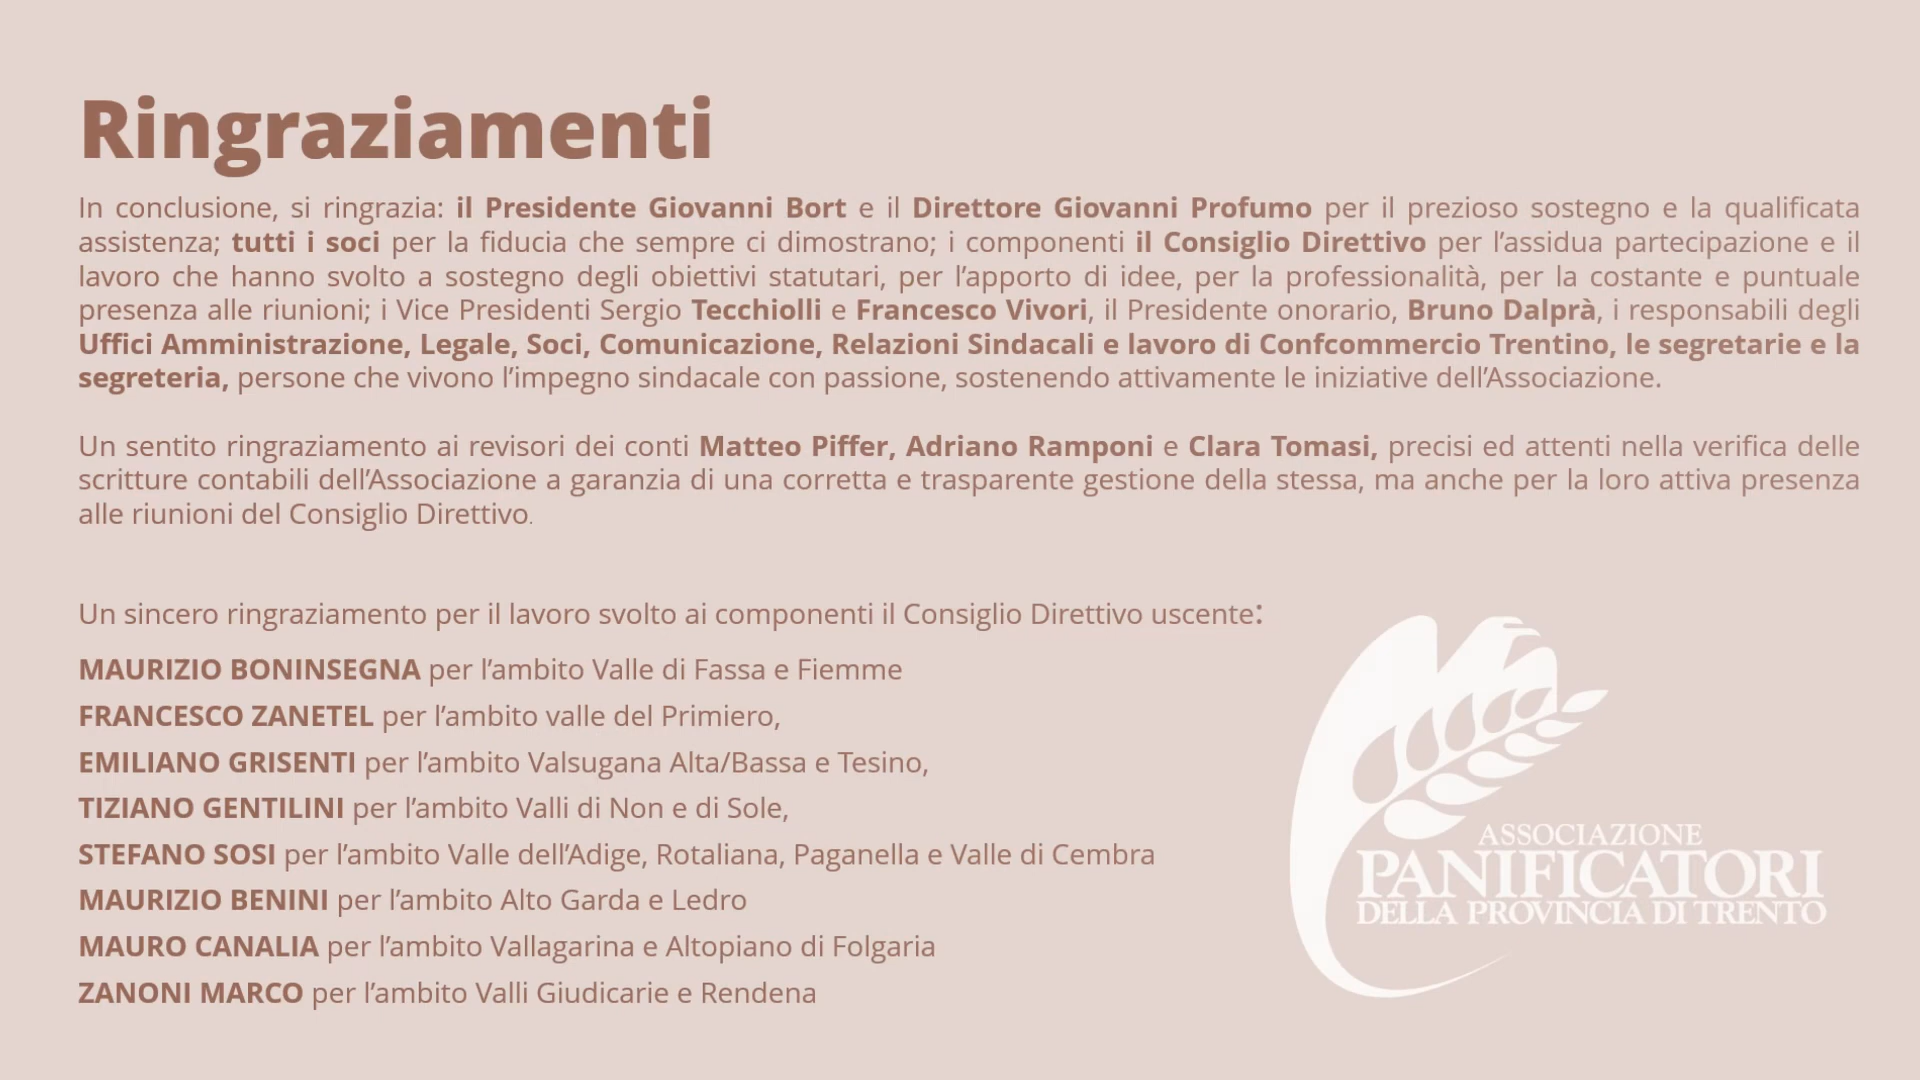 Ringraziamenti
In conclusione, si ringrazia: il Presidente Giovanni Bort e il Direttore Giovanni Profumo per il prezioso sostegno e la qualificata
assistenza; tutti i soci per la fiducia che sempre ci dimostrano; i componenti il Consiglio Direttivo per l’assidua partecipazione e il
lavoro che hanno svolto a sostegno degli obiettivi statutari, per l’apporto di idee, per la professionalità, per la costante e puntuale
presenza alle riunioni; i Vice Presidenti Sergio Tecchiolli e Francesco Vivori, il Presidente onorario, Bruno Dalprà, i responsabili degli
Uffici Amministrazione, Legale, Soci, Comunicazione, Relazioni Sindacali e lavoro di Confcommercio Trentino, le segretarie e la
segreteria, persone che vivono l’impegno sindacale con passione, sostenendo attivamente le iniziative dell’Associazione.
Un sentito ringraziamento ai revisori dei conti Matteo Piffer, Adriano Ramponi e Clara Tomasi, precisi ed attenti nella verifica delle
scritture contabili dell’Associazione a garanzia di una corretta e trasparente gestione della stessa, ma anche per la loro attiva presenza
alle riunioni del Consiglio Direttivo.
Un sincero ringraziamento per il lavoro svolto ai componenti il Consiglio Direttivo uscente:
MAURIZIO BONINSEGNA per l’ambito Valle di Fassa e Fiemme
FRANCESCO ZANETEL per l’ambito valle del Primiero,
EMILIANO GRISENTI per l’ambito Valsugana Alta/Bassa e Tesino,
TIZIANO GENTILINI per l’ambito Valli di Non e di Sole,
STEFANO SOSI per l’ambito Valle dell’Adige, Rotaliana, Paganella e Valle di Cembra
MAURIZIO BENINI per l’ambito Alto Garda e Ledro
MAURO CANALIA per l’ambito Vallagarina e Altopiano di Folgaria
ZANONI MARCO per l’ambito Valli Giudicarie e Rendena
ASSOCIAZIONE
PANIFICATORI
DELLA PROVINCIA DI TRENTO